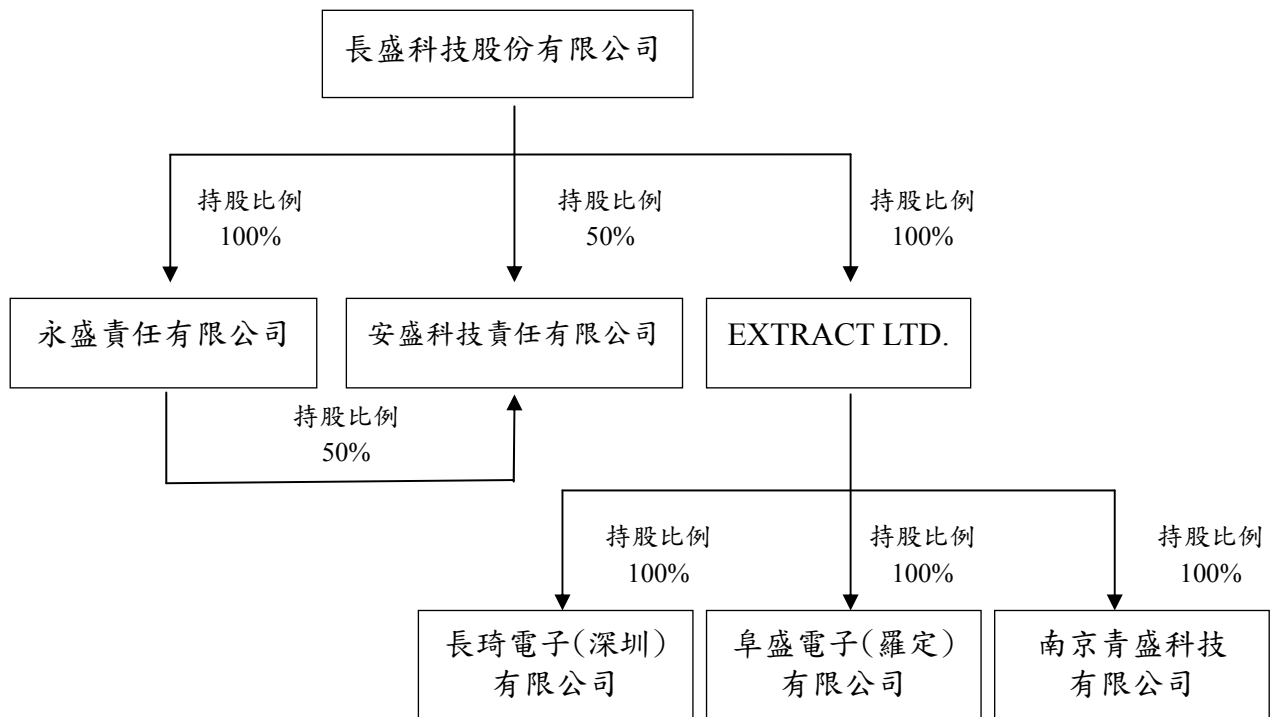 長盛科技股份有限公司
持股比例
100%
持股比例
50%
持股比例
100%
永盛責任有限公司
安盛科技責任有限公司
EXTRACT LTD.
持股比例
50%
持股比例
100%
持股比例
100%
持股比例
100%
長琦電子(深圳)
有限公司
阜盛電子(羅定)
有限公司
南京青盛科技
有限公司